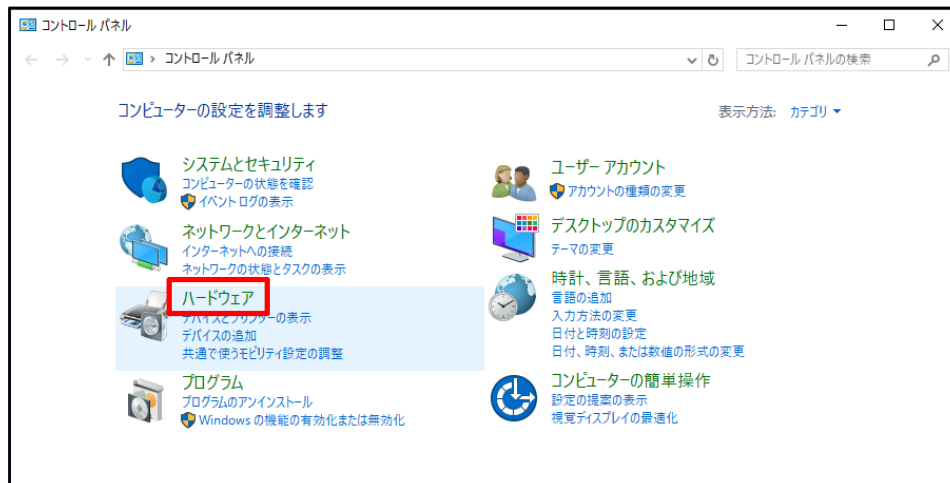 コントロール パネル
コントロール パネル
コントロール パネルの検索
コンピューターの設定を調整します
表示方法: カテゴリ
システムとセキュリティ
コンピューターの状態を確認
イベント ログの表示
ネットワークとインターネット
インターネットへの接続
ネットワークの状態とタスクの表示
ハードウェア
デバイスとプリンターの表示
デバイスの追加
共通で使うモビリティ設定の調整
プログラム
プログラムのアンインストール
Windows の機能の有効化または無効化
ユーザー アカウント
アカウントの種類の変更
デスクトップのカスタマイズ
テーマの変更
時計、言語、および地域
言語の追加
入力方法の変更
日付と時刻の設定
日付、時刻、または数値の形式の変更
コンピューターの簡単操作
設定の提案の表示
視覚ディスプレイの最適化